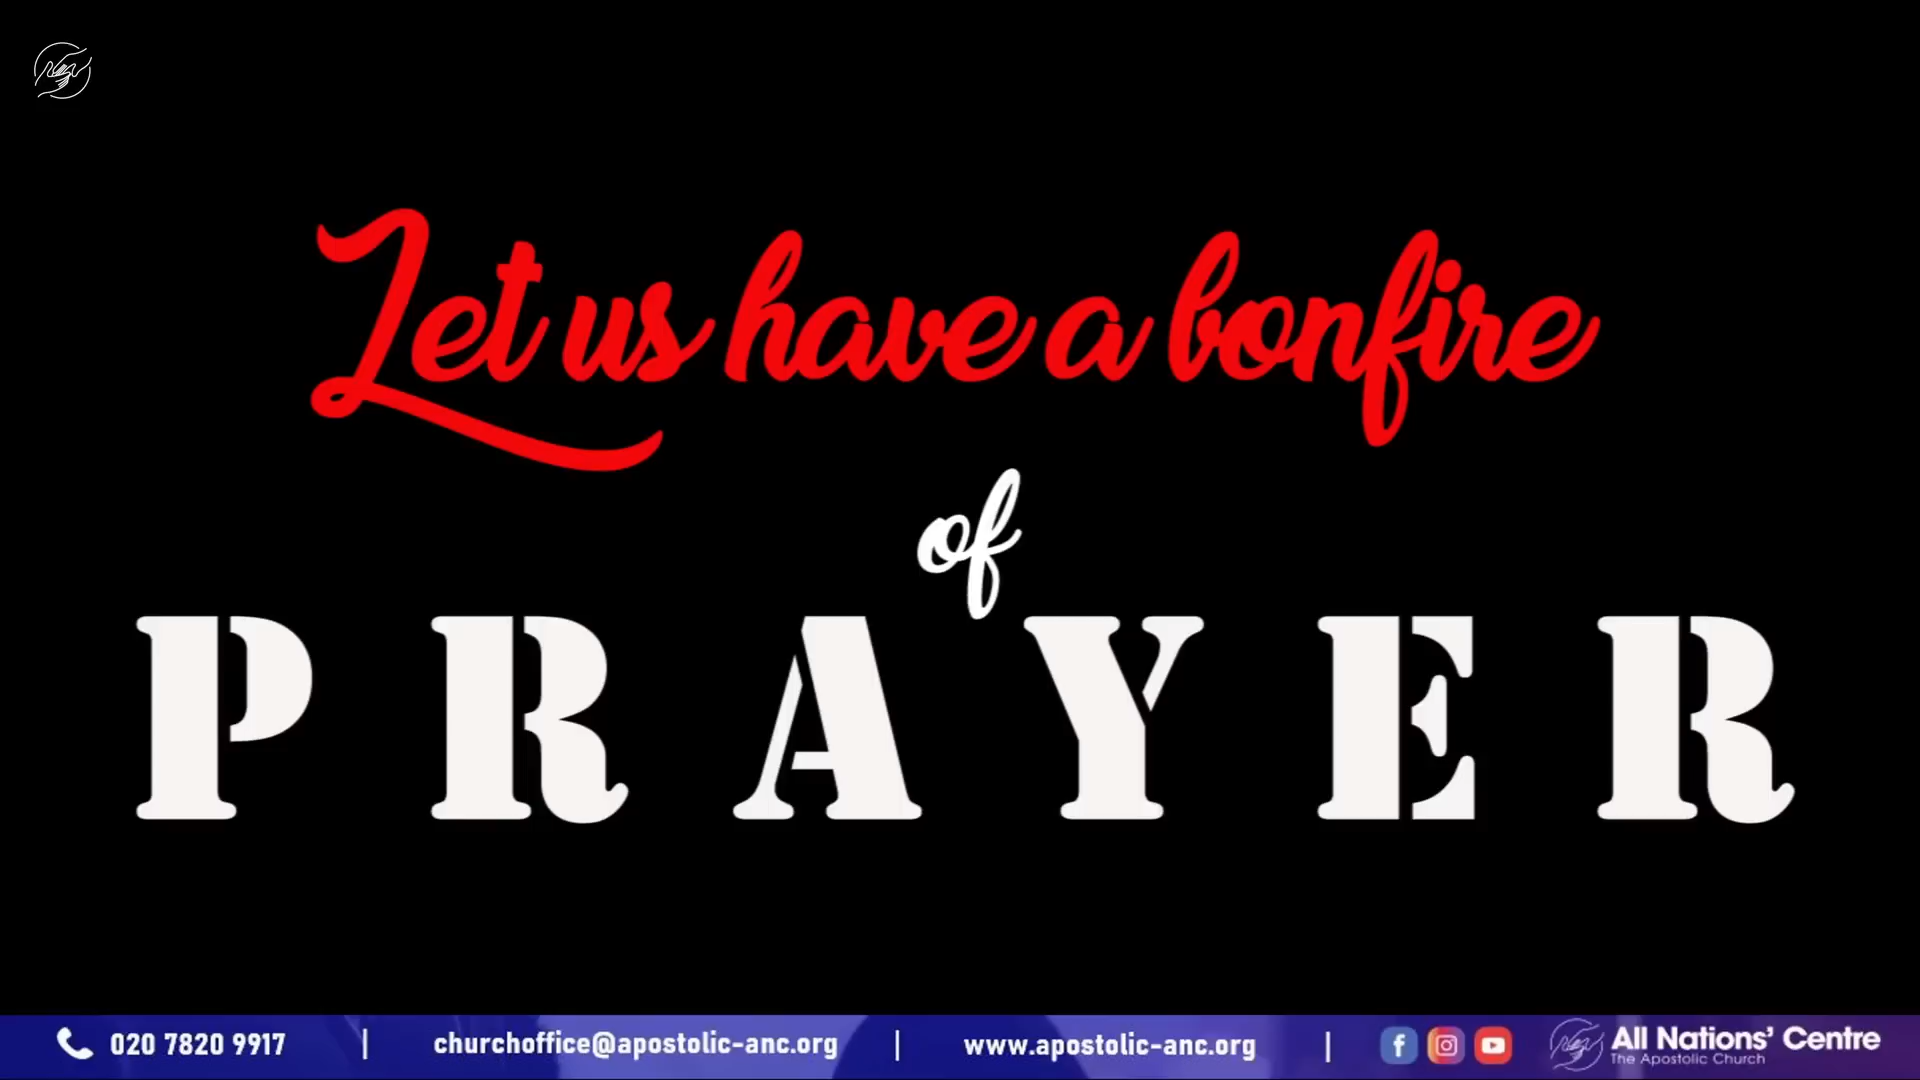 Let us have a bonfire
of
PRAYER
020 7820 9917 | churchoffice@apostolic-anc.org | www.apostolic-anc.org | All Nations' Centre
The Apostolic Church